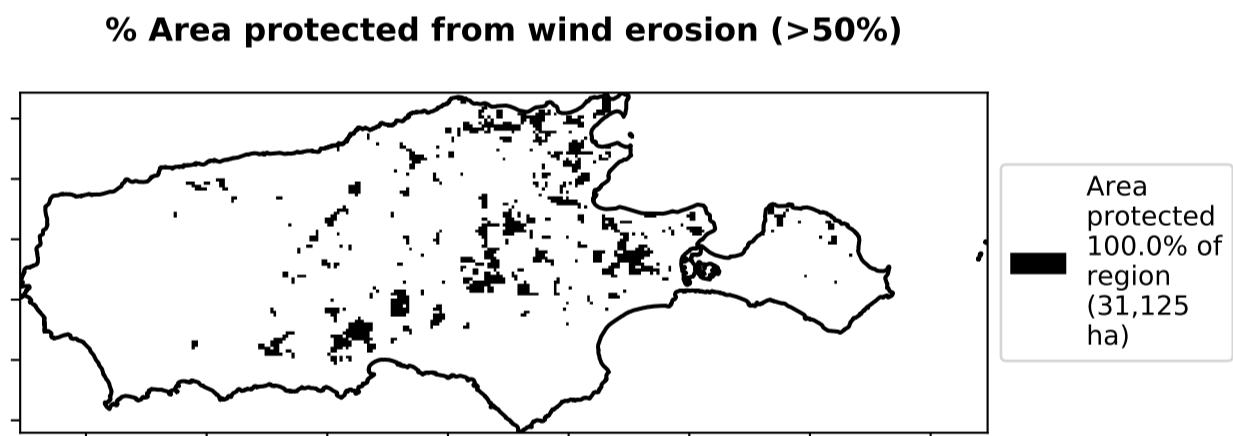 % Area protected from wind erosion (>50%)
Area
protected
100.0% of
region
(31,125
ha)